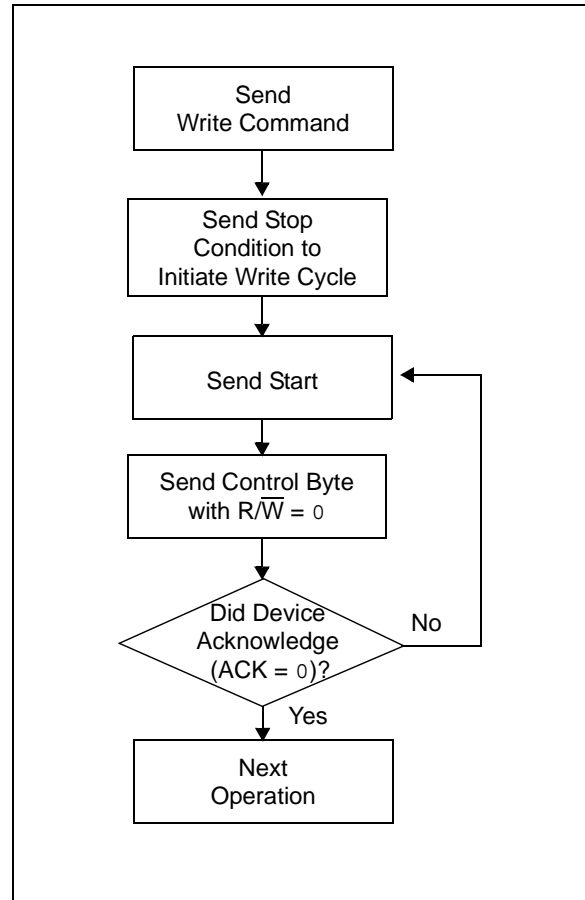 Send
Write Command
Send Stop
Condition to
Initiate Write Cycle
Send Start
Send Control Byte
with R/W̅ = 0
Did Device
Acknowledge
(ACK = 0)?
No
Yes
Next
Operation